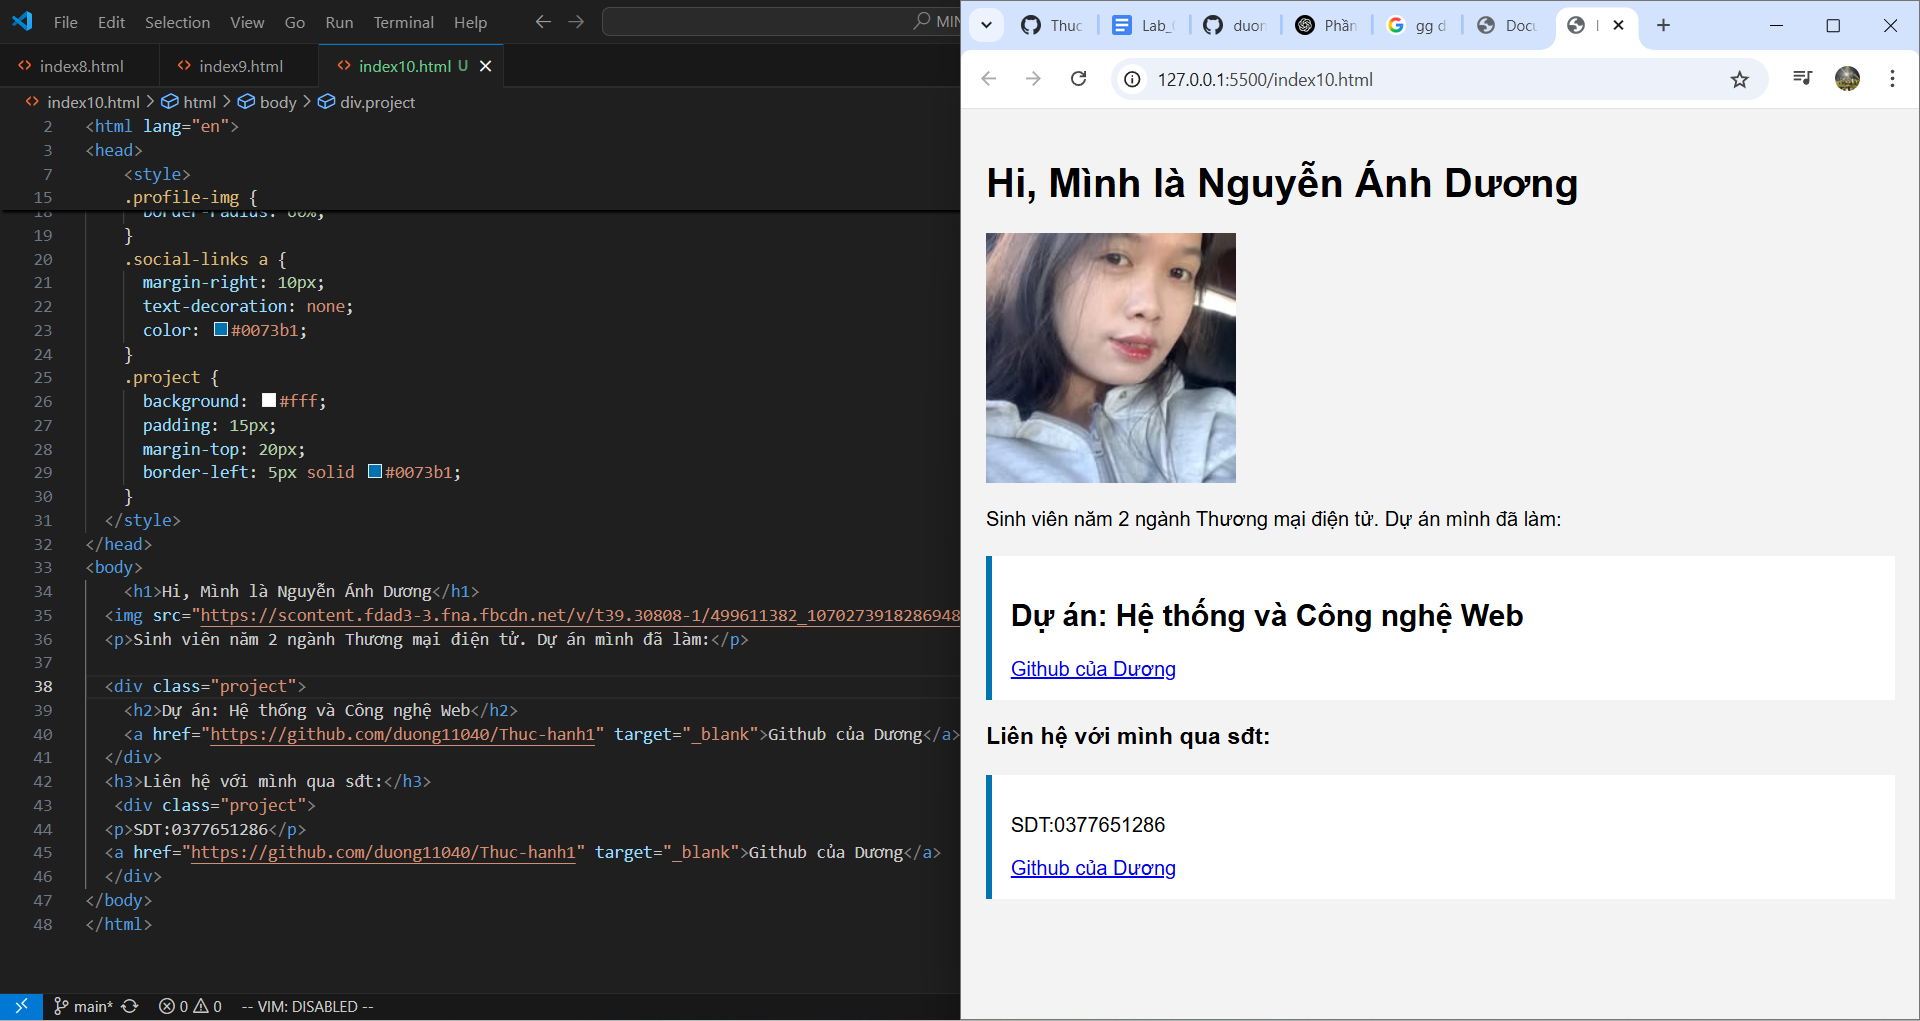 File Edit Selection View Go Run Terminal Help
MIN
index8.html index9.html index10.html U
index10.html > html > body > div.project
2 <html lang="en">
3 <head>
7 <style>
15 .profile-img {
18 border-radius: 60%;
19 }
20 .social-links a {
21 margin-right: 10px;
22 text-decoration: none;
23 color: #0073b1;
24 }
25 .project {
26 background: #fff;
27 padding: 15px;
28 margin-top: 20px;
29 border-left: 5px solid #0073b1;
30 }
31 </style>
32 </head>
33 <body>
34 <h1>Hi, Mình là Nguyễn Ánh Dương</h1>
35 <img src="https://scontent.fdad3-3.fna.fbcdn.net/v/t39.30808-1/499611382_1070273918286948
36 <p>Sinh viên năm 2 ngành Thương mại điện tử. Dự án mình đã làm:</p>
37
38 <div class="project">
39 <h2>Dự án: Hệ thống và Công nghệ Web</h2>
40 <a href="https://github.com/duong11040/Thuc-hanh1" target="_blank">Github của Dương</a>
41 </div>
42 <h3>Liên hệ với mình qua sđt:</h3>
43 <div class="project">
44 <p>SDT:0377651286</p>
45 <a href="https://github.com/duong11040/Thuc-hanh1" target="_blank">Github của Dương</a>
46 </div>
47 </body>
48 </html>
main* 0 0 -- VIM: DISABLED --
Thuc Lab_ duon Phần gg d Docu
127.0.0.1:5500/index10.html
Hi, Mình là Nguyễn Ánh Dương
Sinh viên năm 2 ngành Thương mại điện tử. Dự án mình đã làm:
Dự án: Hệ thống và Công nghệ Web
Github của Dương
Liên hệ với mình qua sđt:
SDT:0377651286
Github của Dương